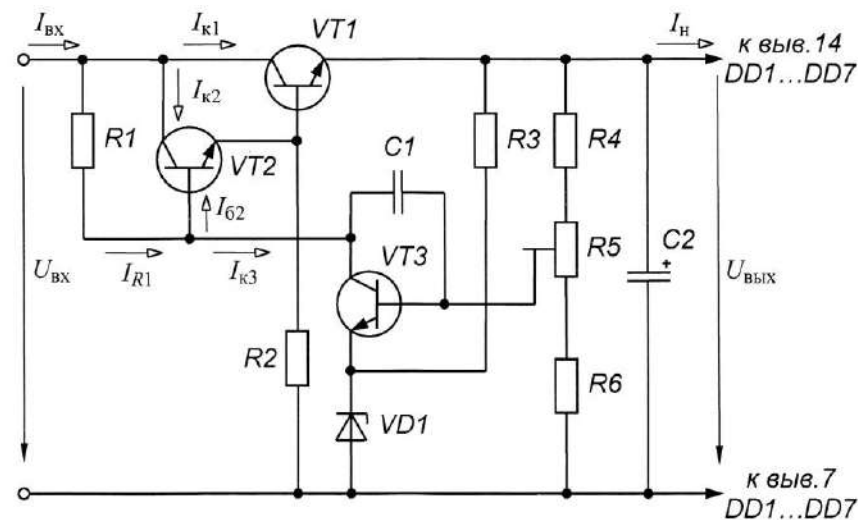 Iвх
Iк1
VT1
Iн
к выв.14
DD1...DD7
Iк2
R1
VT2
C1
R3
R4
Iб2
VT3
R5
C2
+
Uвх
IR1
Iк3
Uвых
R2
R6
VD1
к выв.7
DD1...DD7